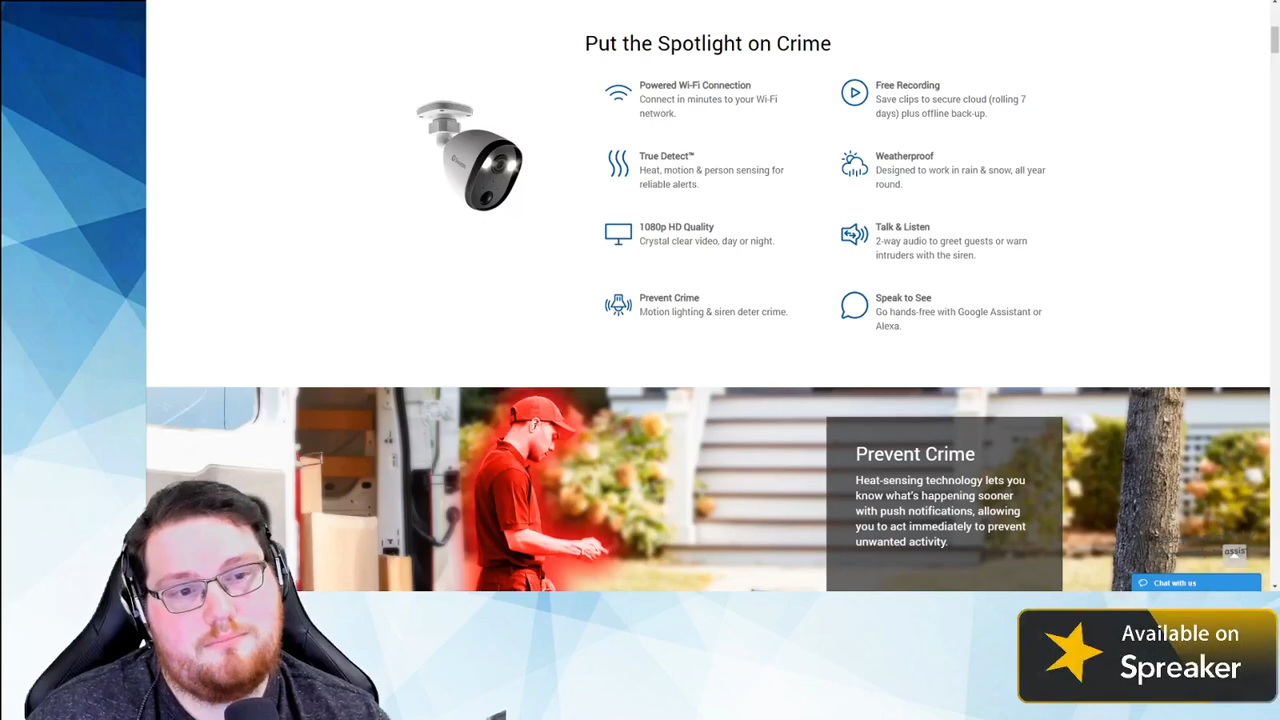 Put the Spotlight on Crime
Powered Wi-Fi Connection
Connect in minutes to your Wi-Fi
network.
Free Recording
Save clips to secure cloud (rolling 7
days) plus offline back-up.
True Detect™
Heat, motion & person sensing for
reliable alerts.
Weatherproof
Designed to work in rain & snow, all year
round.
1080p HD Quality
Crystal clear video, day or night.
Talk & Listen
2-way audio to greet guests or warn
intruders with the siren.
Prevent Crime
Motion lighting & siren deter crime.
Speak to See
Go hands-free with Google Assistant or
Alexa.
Prevent Crime
Heat-sensing technology lets you
know what's happening sooner
with push notifications, allowing
you to act immediately to prevent
unwanted activity.
Chat with us
Available on
Spreaker